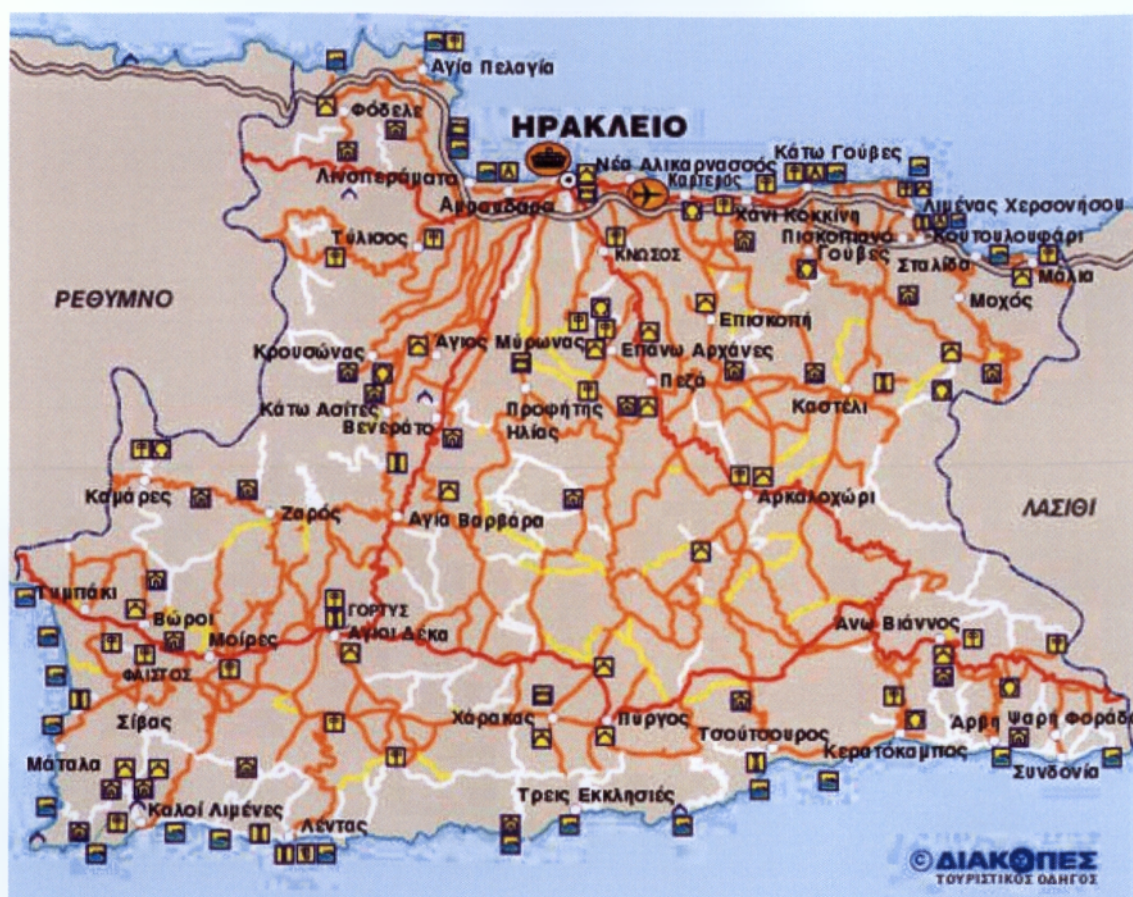 Αγία Πελαγία
Φόδελε
ΗΡΑΚΛΕΙΟ
Νέα Αλικαρνασσός
Κάτω Γούβες
Λινοπεράματα
Καρτερός
Αμμουδάρα
Χάνι Κοκκίνη
Λιμένας Χερσονήσου
Τύλισος
ΚΝΩΣΟΣ
Πισκοπιανό
Κουτουλουφάρι
Γούβες
Σταλίδα
Μάλια
ΡΕΘΥΜΝΟ
Μοχός
Επισκοπή
Κρουσώνας
Άγιος Μύρωνας
Επάνω Αρχάνες
Πεζά
Καστέλι
Κάτω Ασίτες
Προφήτης
Ηλίας
Βενεράτο
Καμάρες
Ζαρός
Αγία Βαρβάρα
Αρκαλοχώρι
ΛΑΣΙΘΙ
Τυμπάκι
Βώροι
ΓΟΡΤΥΣ
Άγιοι Δέκα
Μοίρες
Άνω Βιάννος
ΦΑΙΣΤΟΣ
Σίβας
Χάρακας
Πύργος
Τσούτσουρος
Άρβη
Ψαρή Φοράδα
Κερατόκαμπος
Μάταλα
Συνδονία
Καλοί Λιμένες
Τρεις Εκκλησιές
Λέντας
© ΔΙΑΚΟΠΕΣ
ΤΟΥΡΙΣΤΙΚΟΣ ΟΔΗΓΟΣ